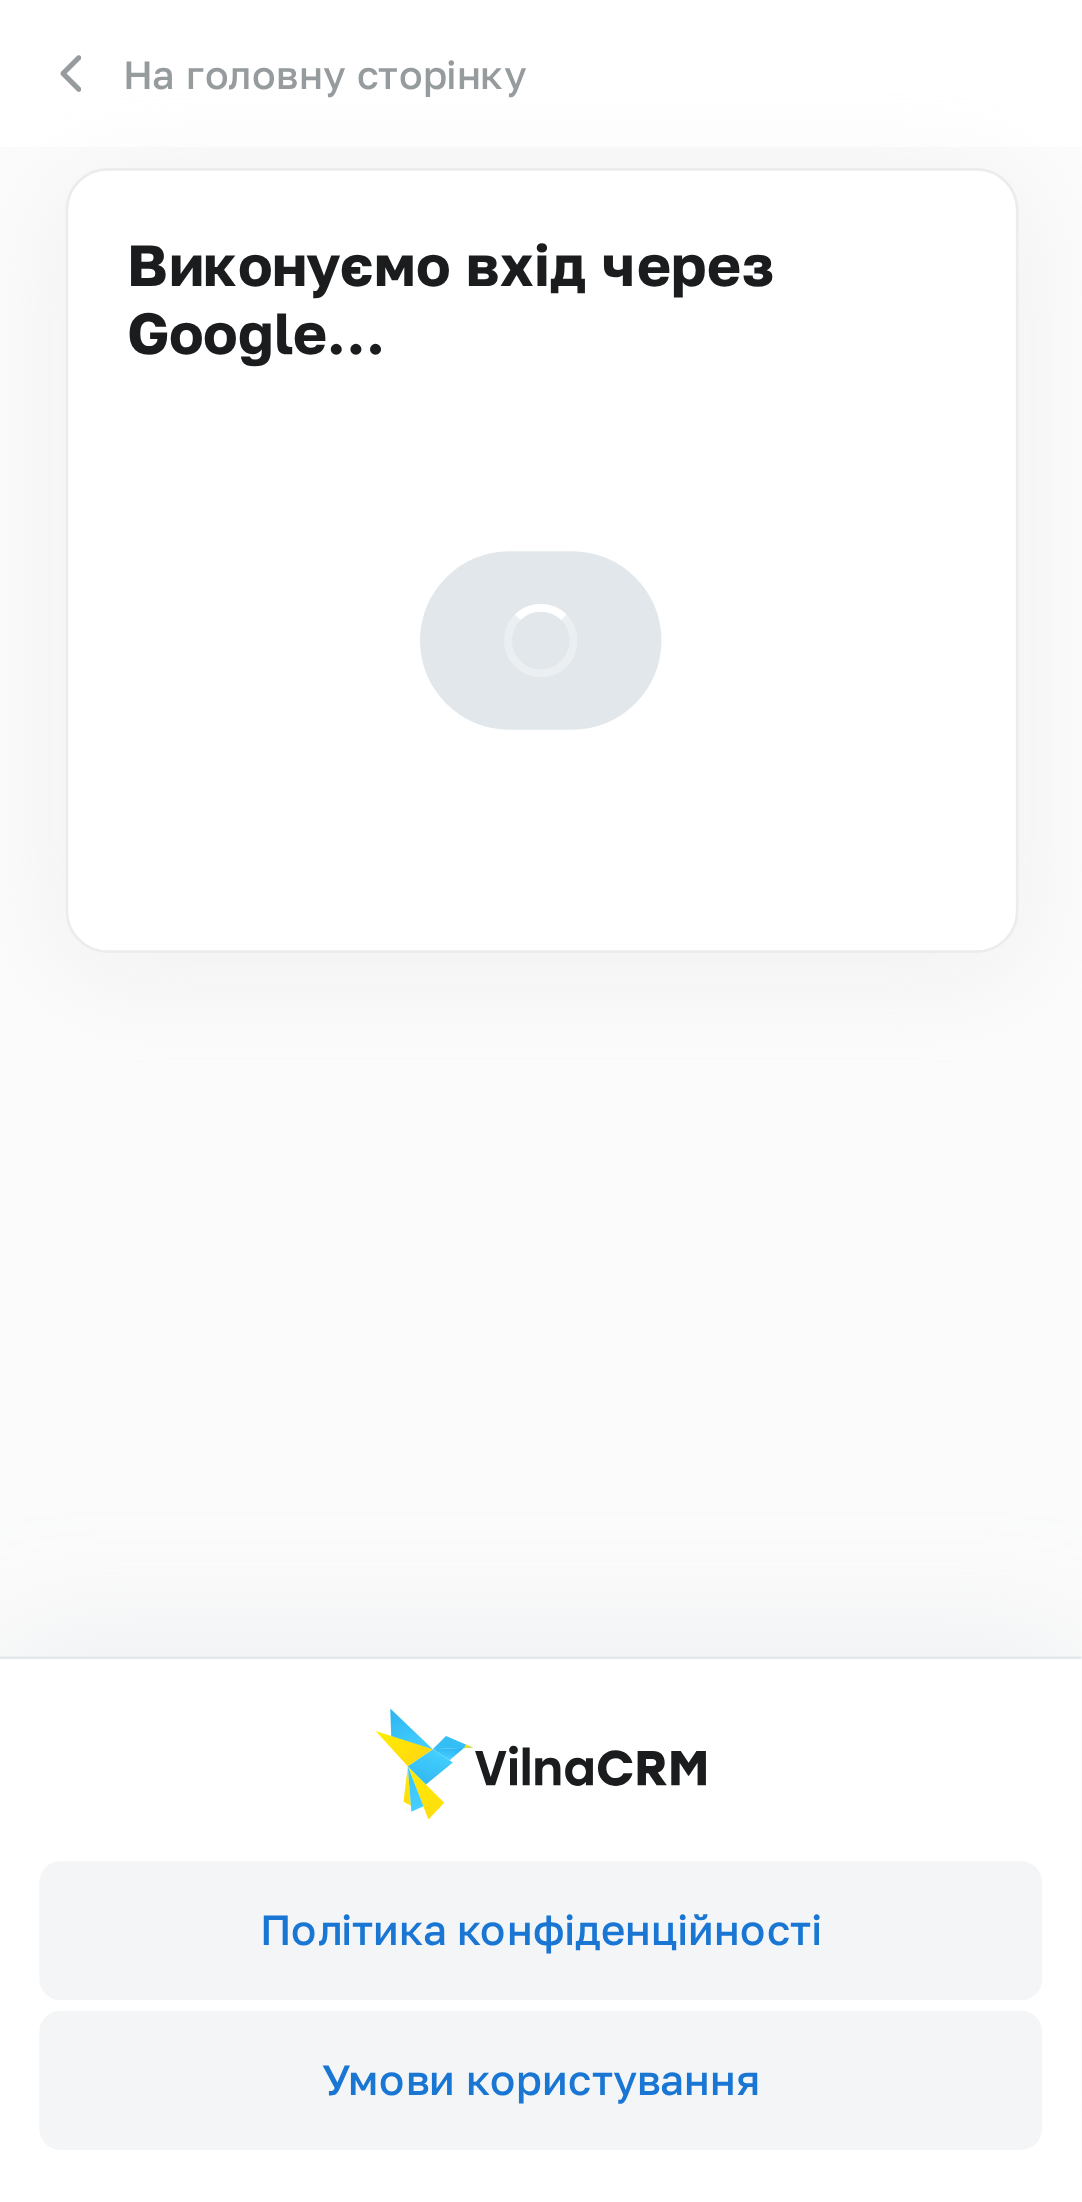 На головну сторінку
Виконуємо вхід через
Google...
VilnaCRM
Політика конфіденційності
Умови користування